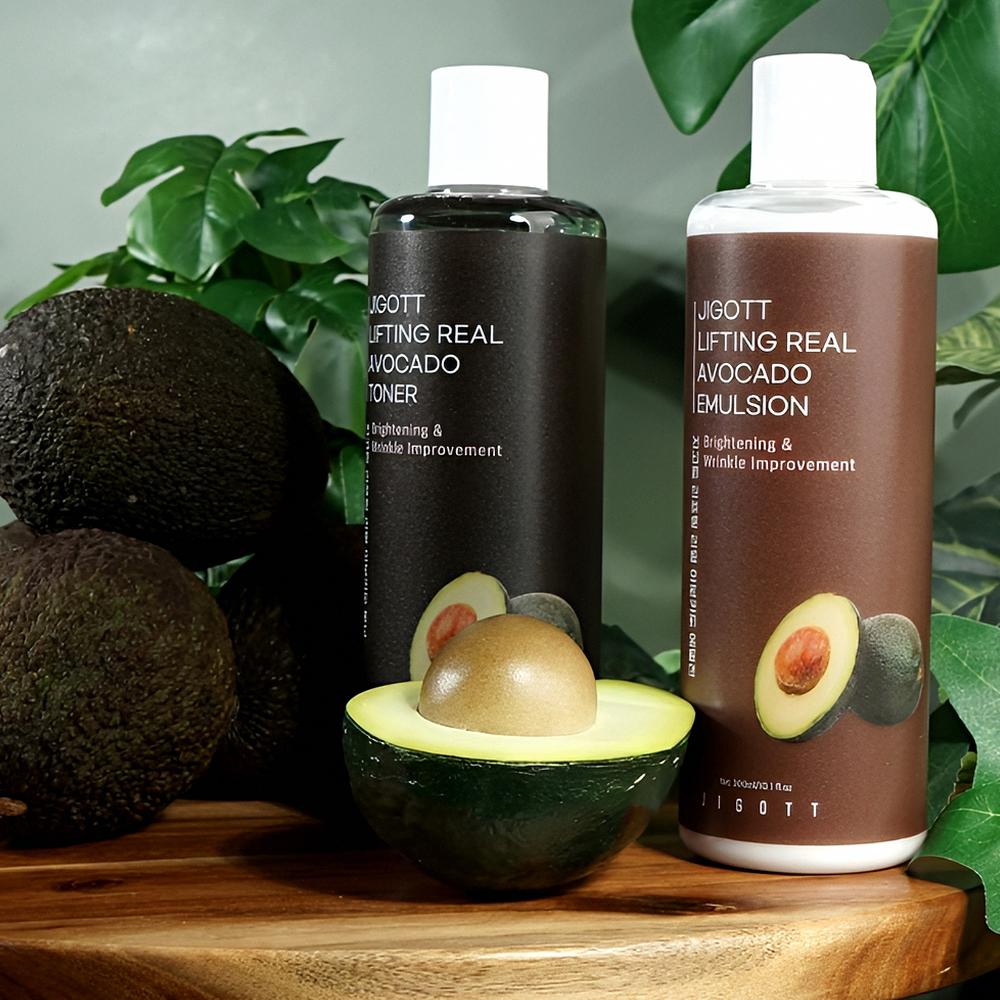 JIGOTT
LIFTING REAL
AVOCADO
TONER
Brightening &
Wrinkle Improvement
JIGOTT
LIFTING REAL
AVOCADO
EMULSION
Brightening &
Wrinkle Improvement
JIGOTT